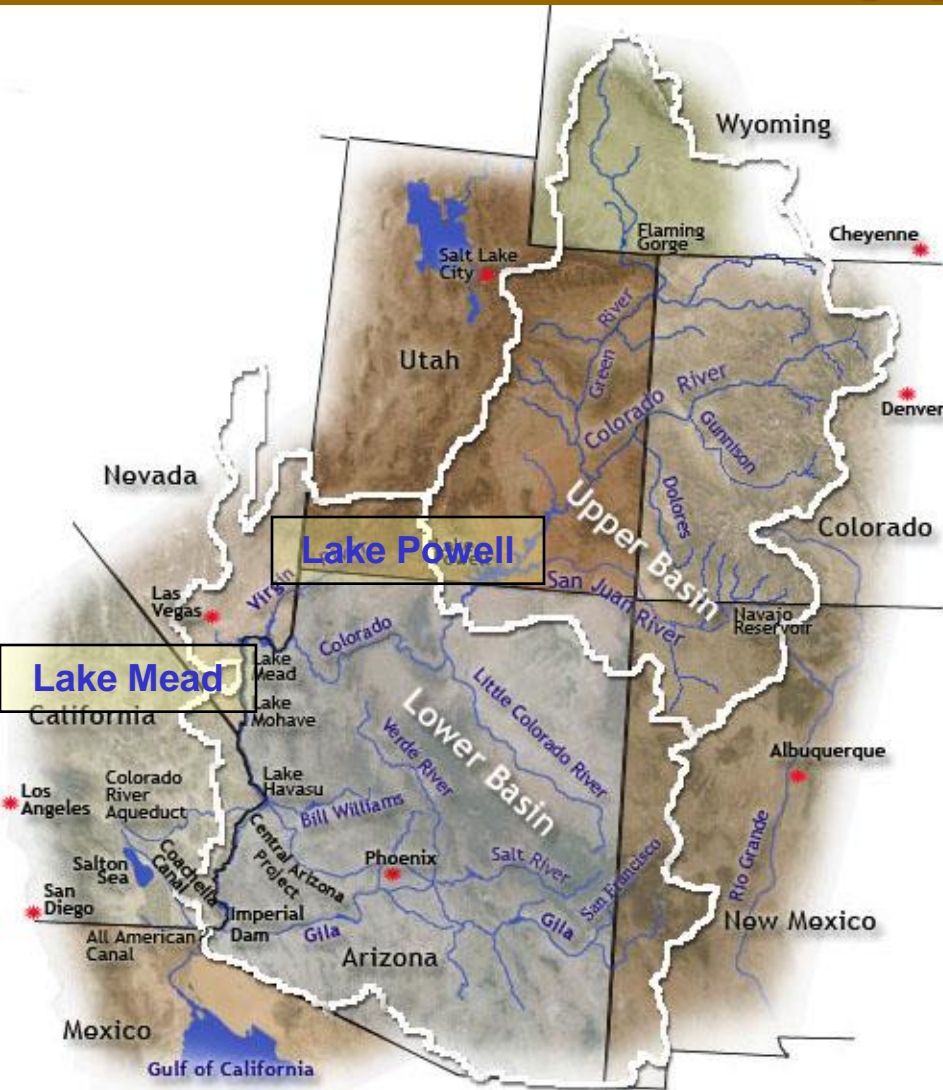 Wyoming
Cheyenne
Flaming
Gorge
Salt Lake
City
Utah
Green
River
Colorado River
Denver
Gunnison
Nevada
Dolores
Upper Basin
Colorado
Lake Powell
Las
Vegas
Virgin
San Juan River
Navajo
Reservoir
Lake Mead
Lake
Mead
Colorado
Little Colorado River
California
Lake
Mohave
Lower Basin
Verde River
Albuquerque
Los
Angeles
Colorado
River
Aqueduct
Lake
Havasu
Bill Williams
Central Arizona
Project
Phoenix
Salt River
San Francisco
Rio Grande
Salton
Sea
Coachella
Canal
San
Diego
Imperial
Dam
Gila
Gila
New Mexico
All American
Canal
Arizona
Mexico
Gulf of California